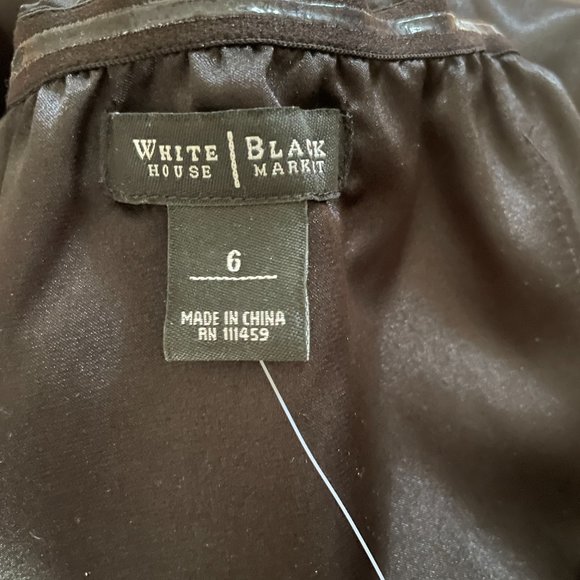 WHITE | BLACK
HOUSE | MARKET
6
MADE IN CHINA
RN 111459